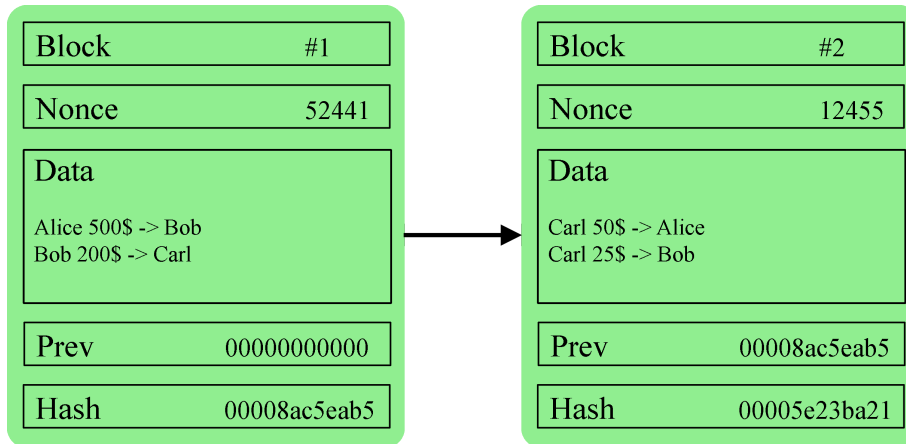 Block #1
Nonce 52441
Data
Alice 500$ -> Bob
Bob 200$ -> Carl
Prev 00000000000
Hash 00008ac5eab5
Block #2
Nonce 12455
Data
Carl 50$ -> Alice
Carl 25$ -> Bob
Prev 00008ac5eab5
Hash 00005e23ba21